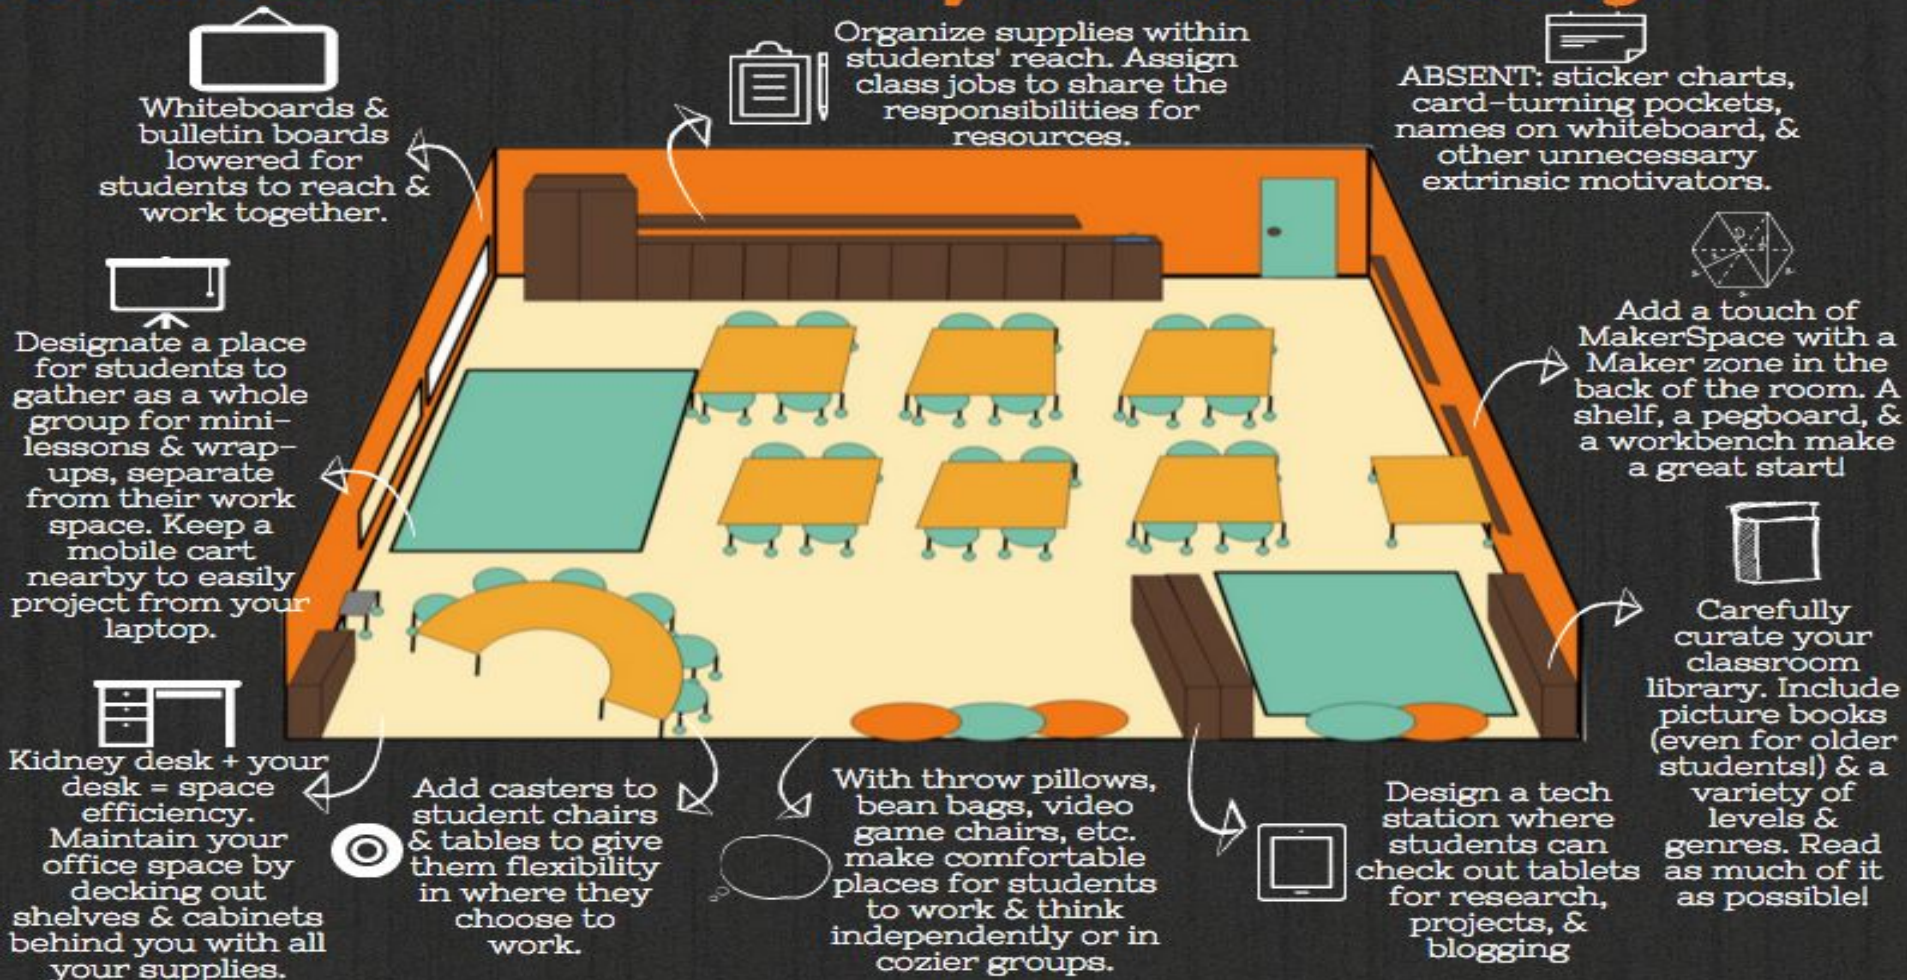 Whiteboards &
bulletin boards
lowered for
students to reach &
work together.
Organize supplies within
students' reach. Assign
class jobs to share the
responsibilities for
resources.
ABSENT: sticker charts,
card-turning pockets,
names on whiteboard, &
other unnecessary
extrinsic motivators.
Designate a place
for students to
gather as a whole
group for mini-
lessons & wrap-
ups, separate
from their work
space. Keep a
mobile cart
nearby to easily
project from your
laptop.
Add a touch of
MakerSpace with a
Maker zone in the
back of the room. A
shelf, a pegboard, &
a workbench make
a great start!
Carefully
curate your
classroom
library. Include
picture books
(even for older
students!) & a
variety of
levels &
genres. Read
as much of it
as possible!
Kidney desk + your
desk = space
efficiency.
Maintain your
office space by
decking out
shelves & cabinets
behind you with all
your supplies.
Add casters to
student chairs
& tables to give
them flexibility
in where they
choose to
work.
With throw pillows,
bean bags, video
game chairs, etc.
make comfortable
places for students
to work & think
independently or in
cozier groups.
Design a tech
station where
students can
check out tablets
for research,
projects, &
blogging